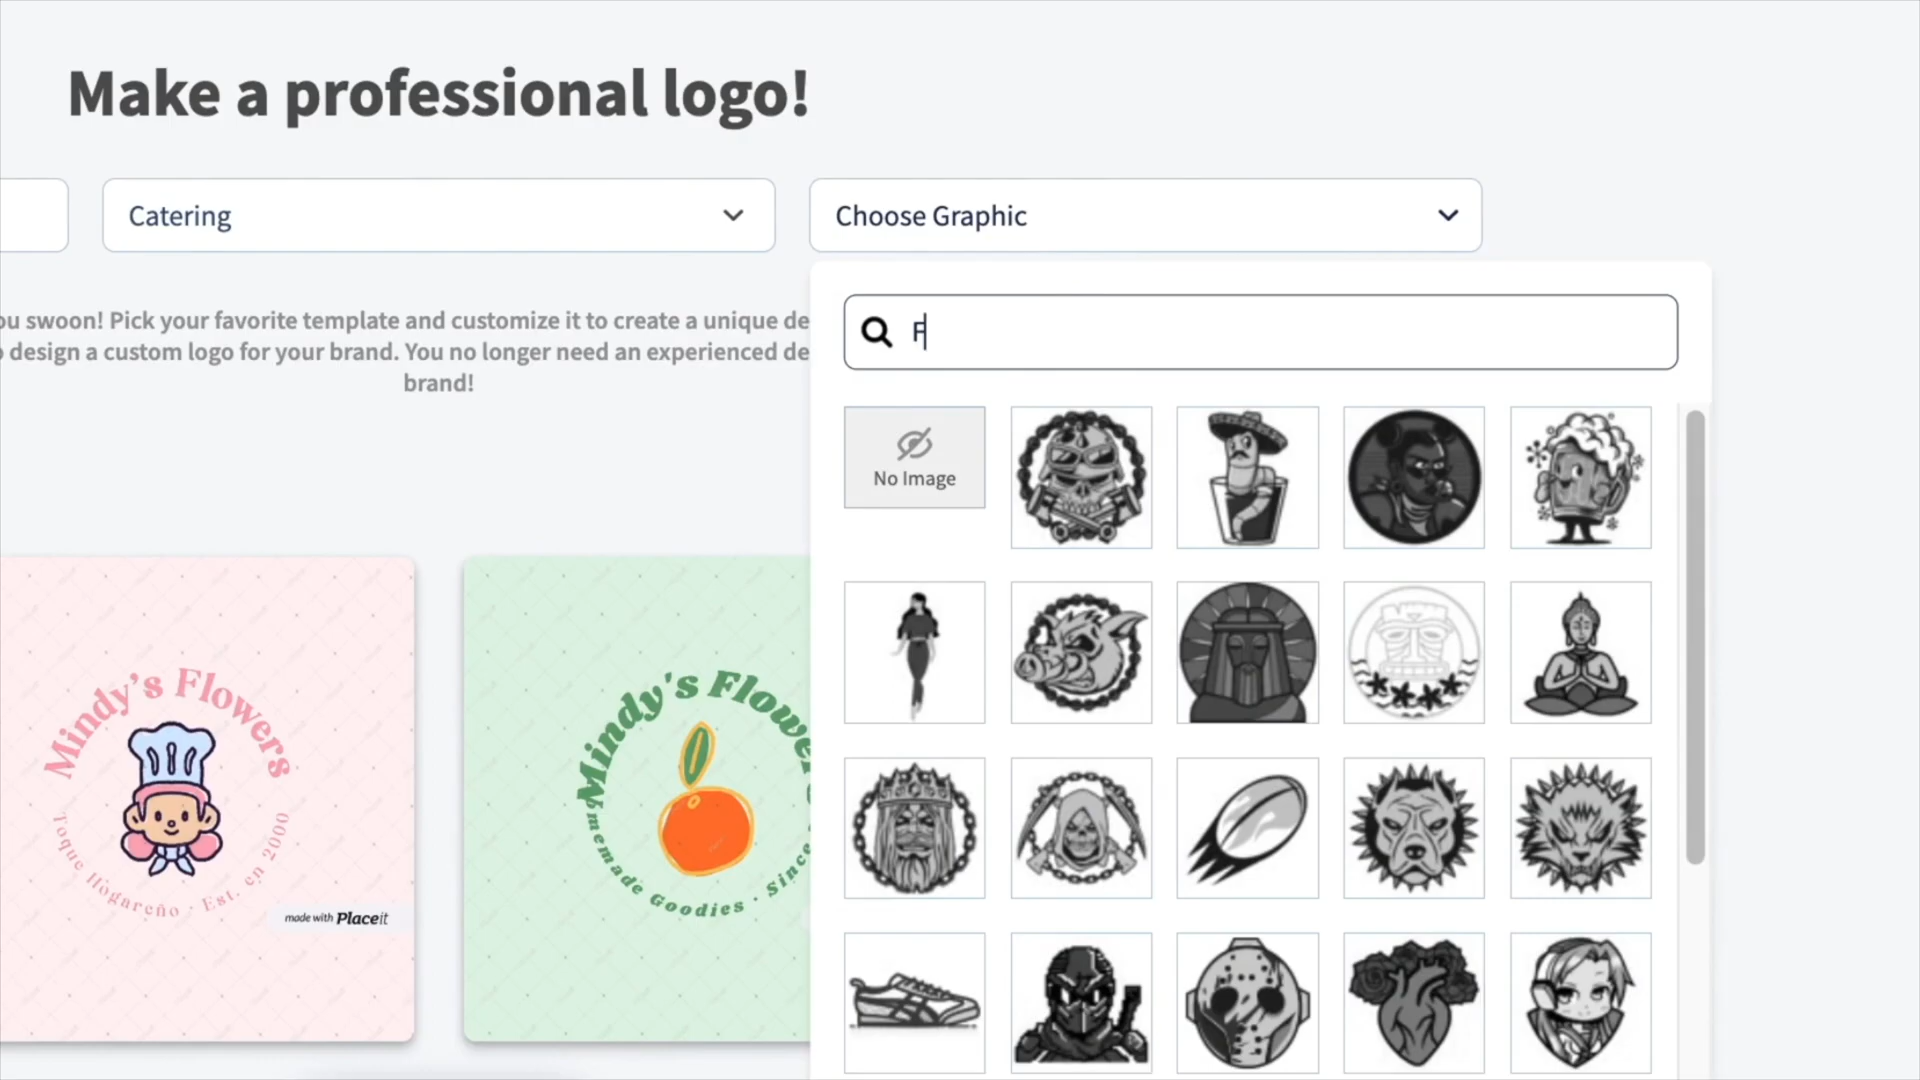 Make a professional logo!
Catering
Choose Graphic
ou swoon! Pick your favorite template and customize it to create a unique de
design a custom logo for your brand. You no longer need an experienced de
brand!
F
No Image
Mindy's Flowers
Toque Hogareño · Est. en 2000
made with Placeit
Mindy's Flower
memade Goodies · Since